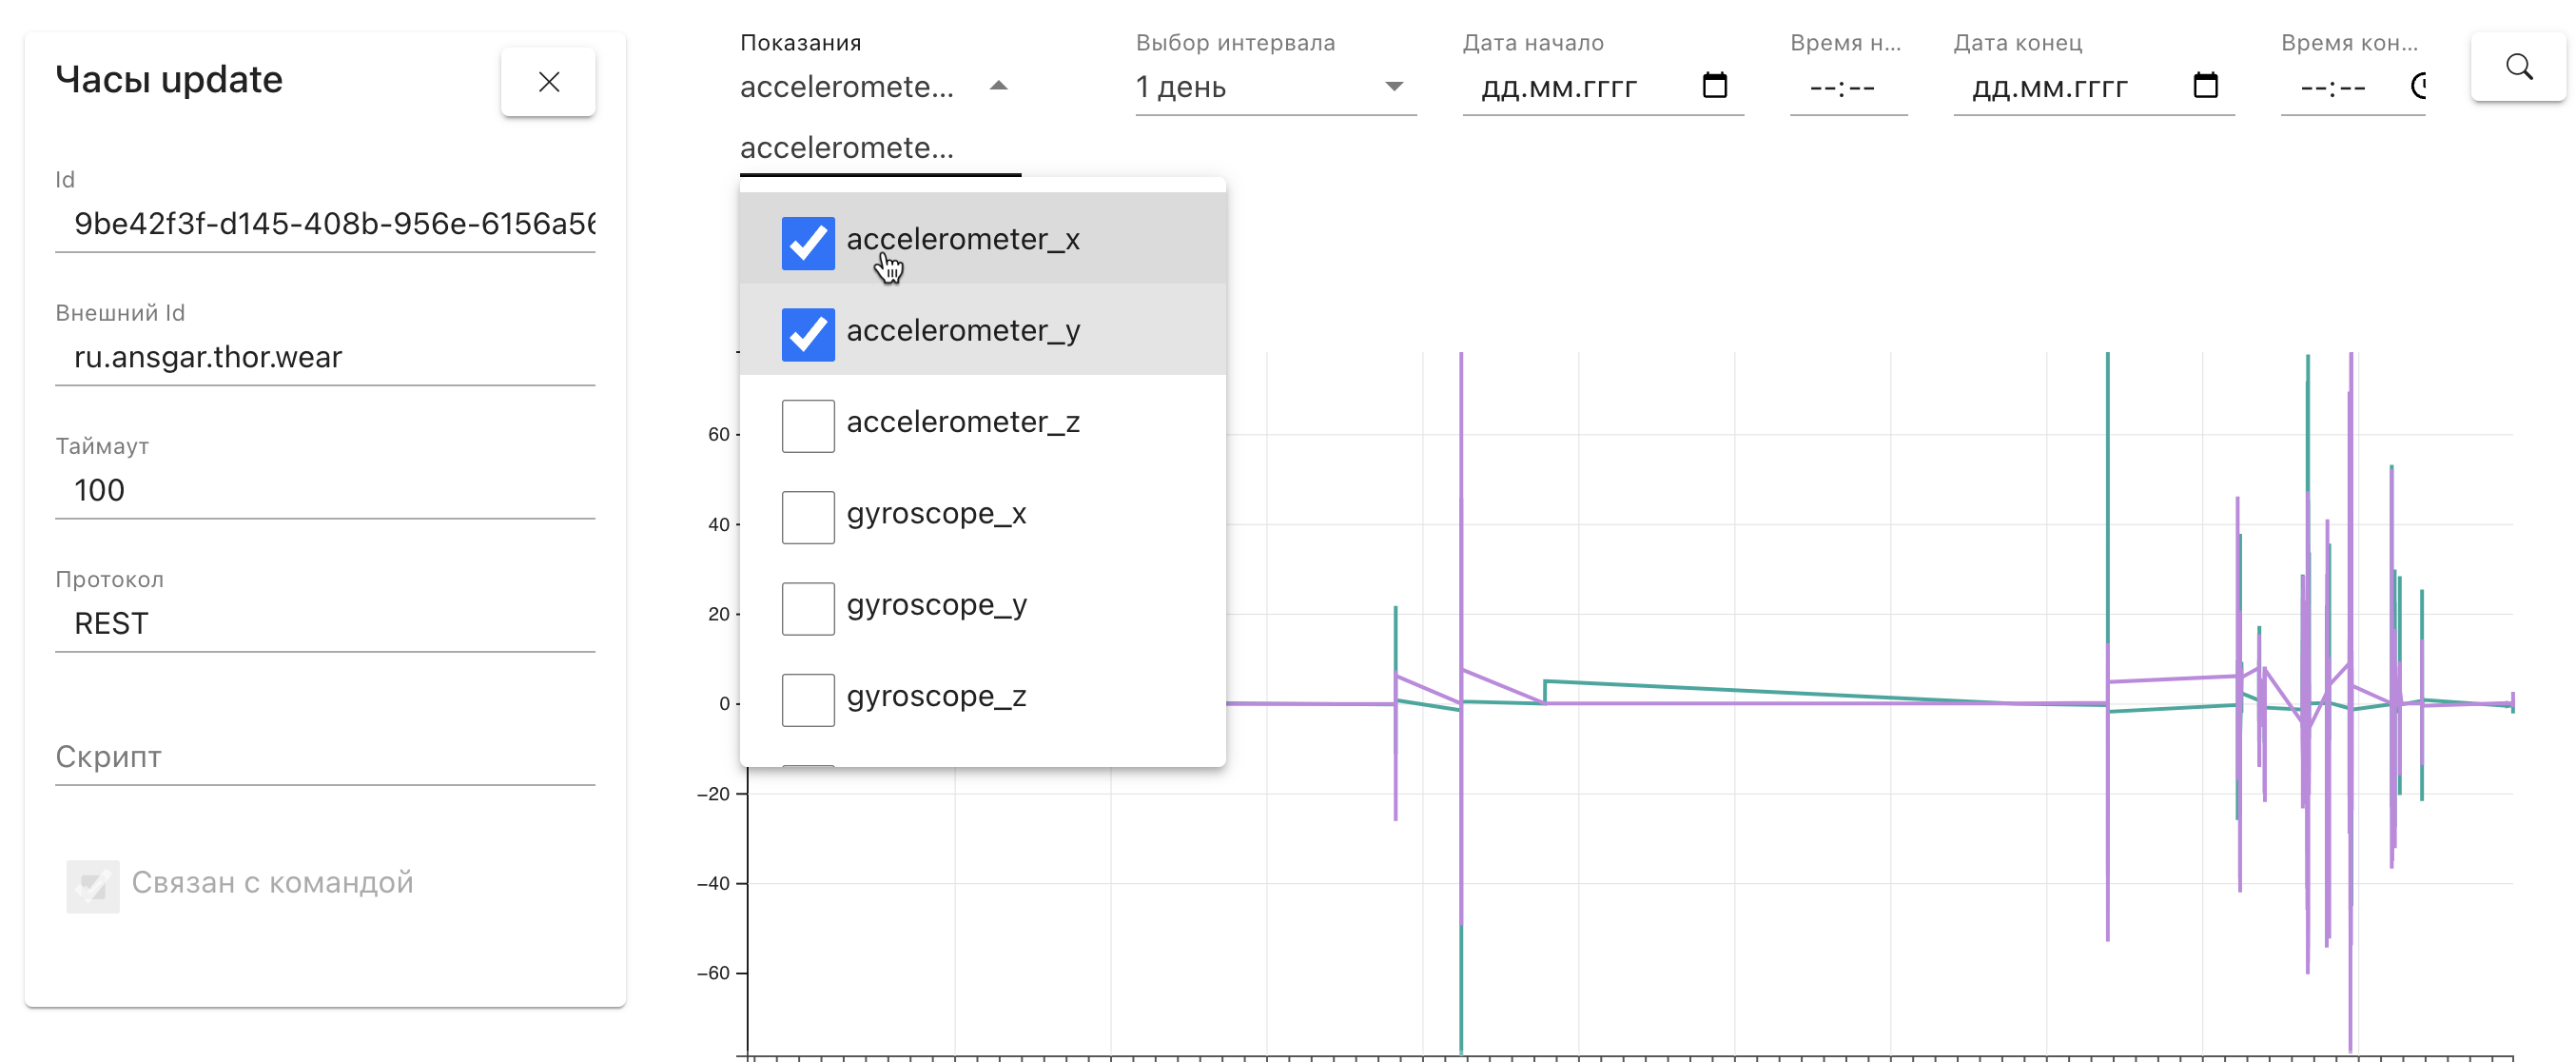 Часы update
Id
9be42f3f-d145-408b-956e-6156a56
Внешний Id
ru.ansgar.thor.wear
Таймаут
100
Протокол
REST
Скрипт
Связан с командой
Показания
acceleromete...
acceleromete...
Выбор интервала
1 день
Дата начало
дд.мм.гггг
Время н...
--:--
Дата конец
дд.мм.гггг
Время кон...
--:--
accelerometer_x
accelerometer_y
accelerometer_z
gyroscope_x
gyroscope_y
gyroscope_z
60
40
20
0
−20
−40
−60